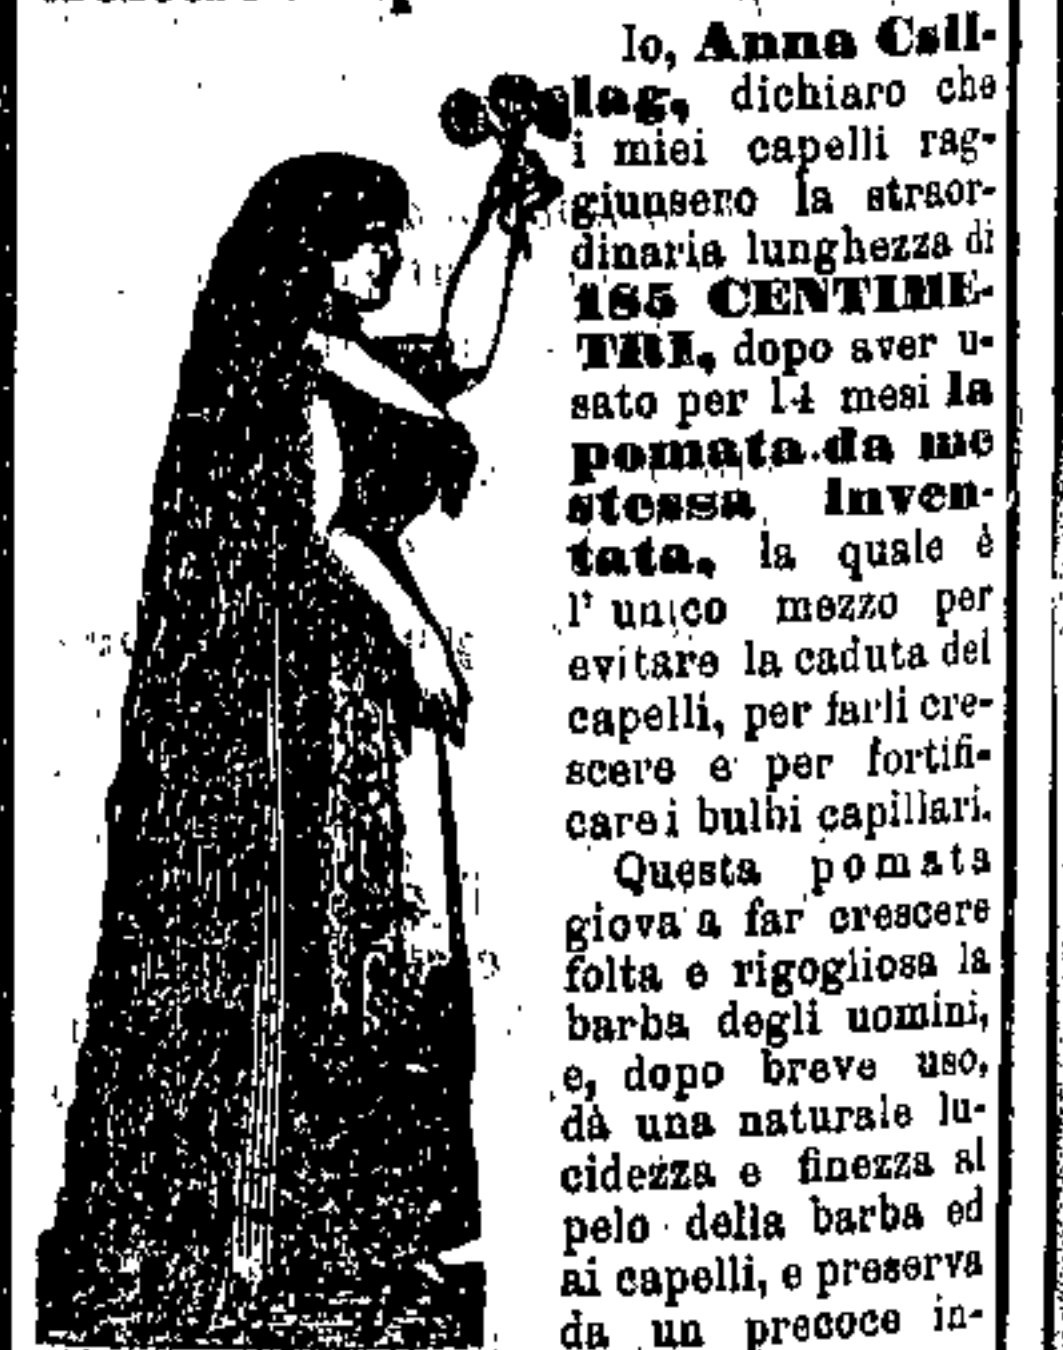 Io, Anna Csil-
lag, dichiaro che
i miei capelli rag-
giunsero la straor-
dinaria lunghezza di
185 CENTIME-
TRI, dopo aver u-
sato per 14 mesi la
pomata da me
stessa inven-
tata, la quale è
l'unico mezzo per
evitare la caduta dei
capelli, per farli cre-
scere e per fortifi-
care i bulbi capillari.
Questa pomata
giova a far crescere
folta e rigogliosa la
barba degli uomini,
e, dopo breve uso,
dà una naturale lu-
cidezza e finezza al
pelo della barba ed
ai capelli, e preserva
da un precoce in-